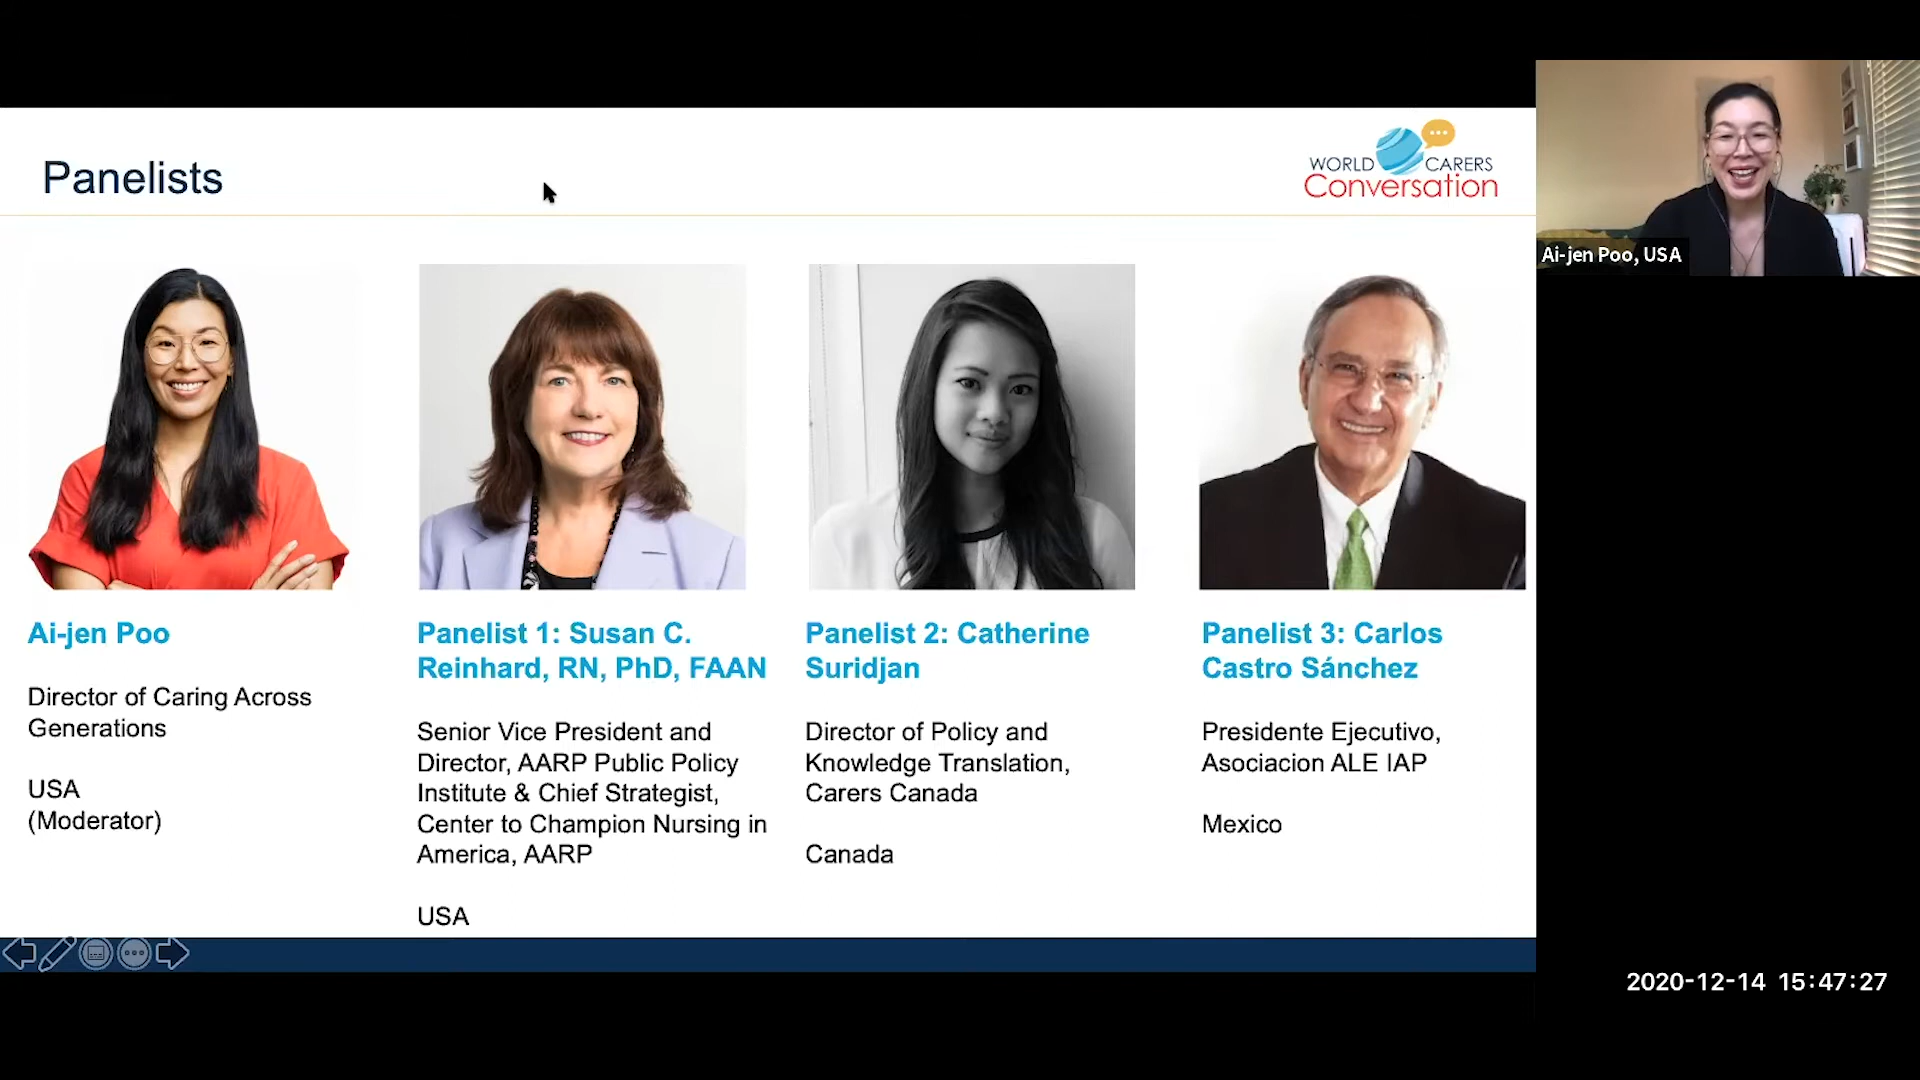 Panelists
WORLD CARERS
Conversation
Ai-jen Poo, USA
Ai-jen Poo
Director of Caring Across
Generations
USA
(Moderator)
Panelist 1: Susan C.
Reinhard, RN, PhD, FAAN
Senior Vice President and
Director, AARP Public Policy
Institute & Chief Strategist,
Center to Champion Nursing in
America, AARP
USA
Panelist 2: Catherine
Suridjan
Director of Policy and
Knowledge Translation,
Carers Canada
Canada
Panelist 3: Carlos
Castro Sánchez
Presidente Ejecutivo,
Asociacion ALE IAP
Mexico
2020-12-14 15:47:27